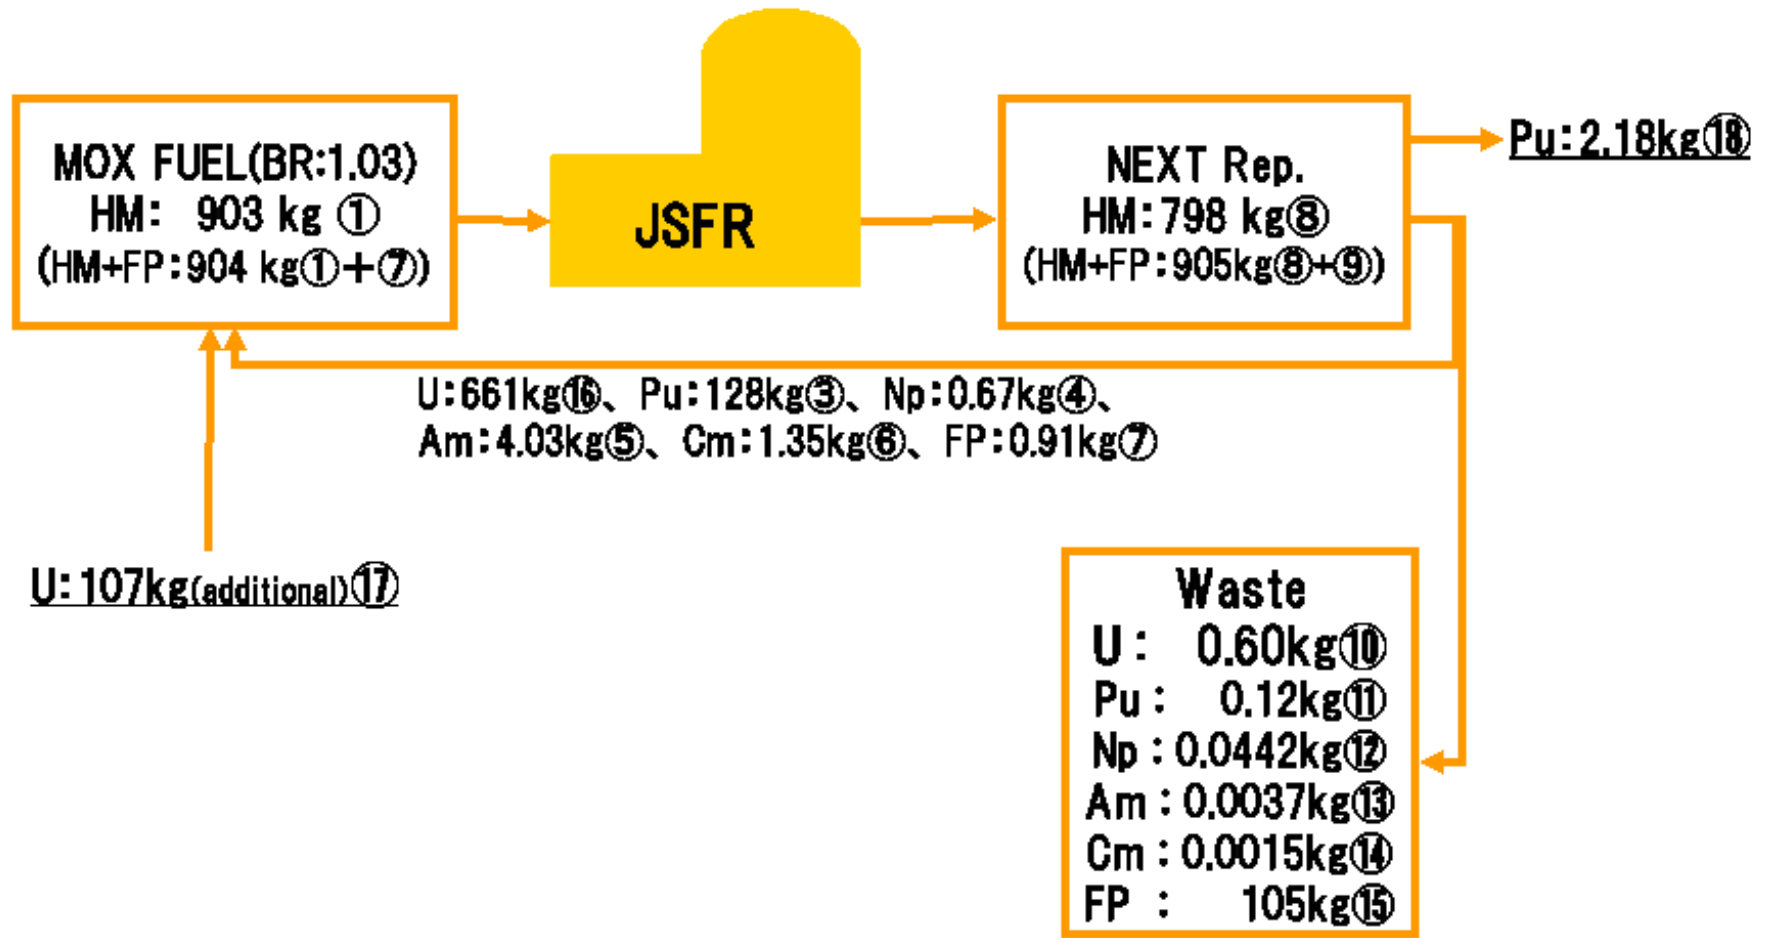 MOX FUEL(BR:1.03)
HM: 903 kg ①
(HM+FP:904 kg①+⑦))
JSFR
NEXT Rep.
HM:798 kg⑧
(HM+FP:905kg⑧+⑨))
Pu:2.18kg⑱
U:661kg⑯、Pu:128kg③、Np:0.67kg④、
Am:4.03kg⑤、Cm:1.35kg⑥、FP:0.91kg⑦
U:107kg(additional)⑰
Waste
U: 0.60kg⑩
Pu: 0.12kg⑪
Np:0.0442kg⑫
Am:0.0037kg⑬
Cm:0.0015kg⑭
FP: 105kg⑮